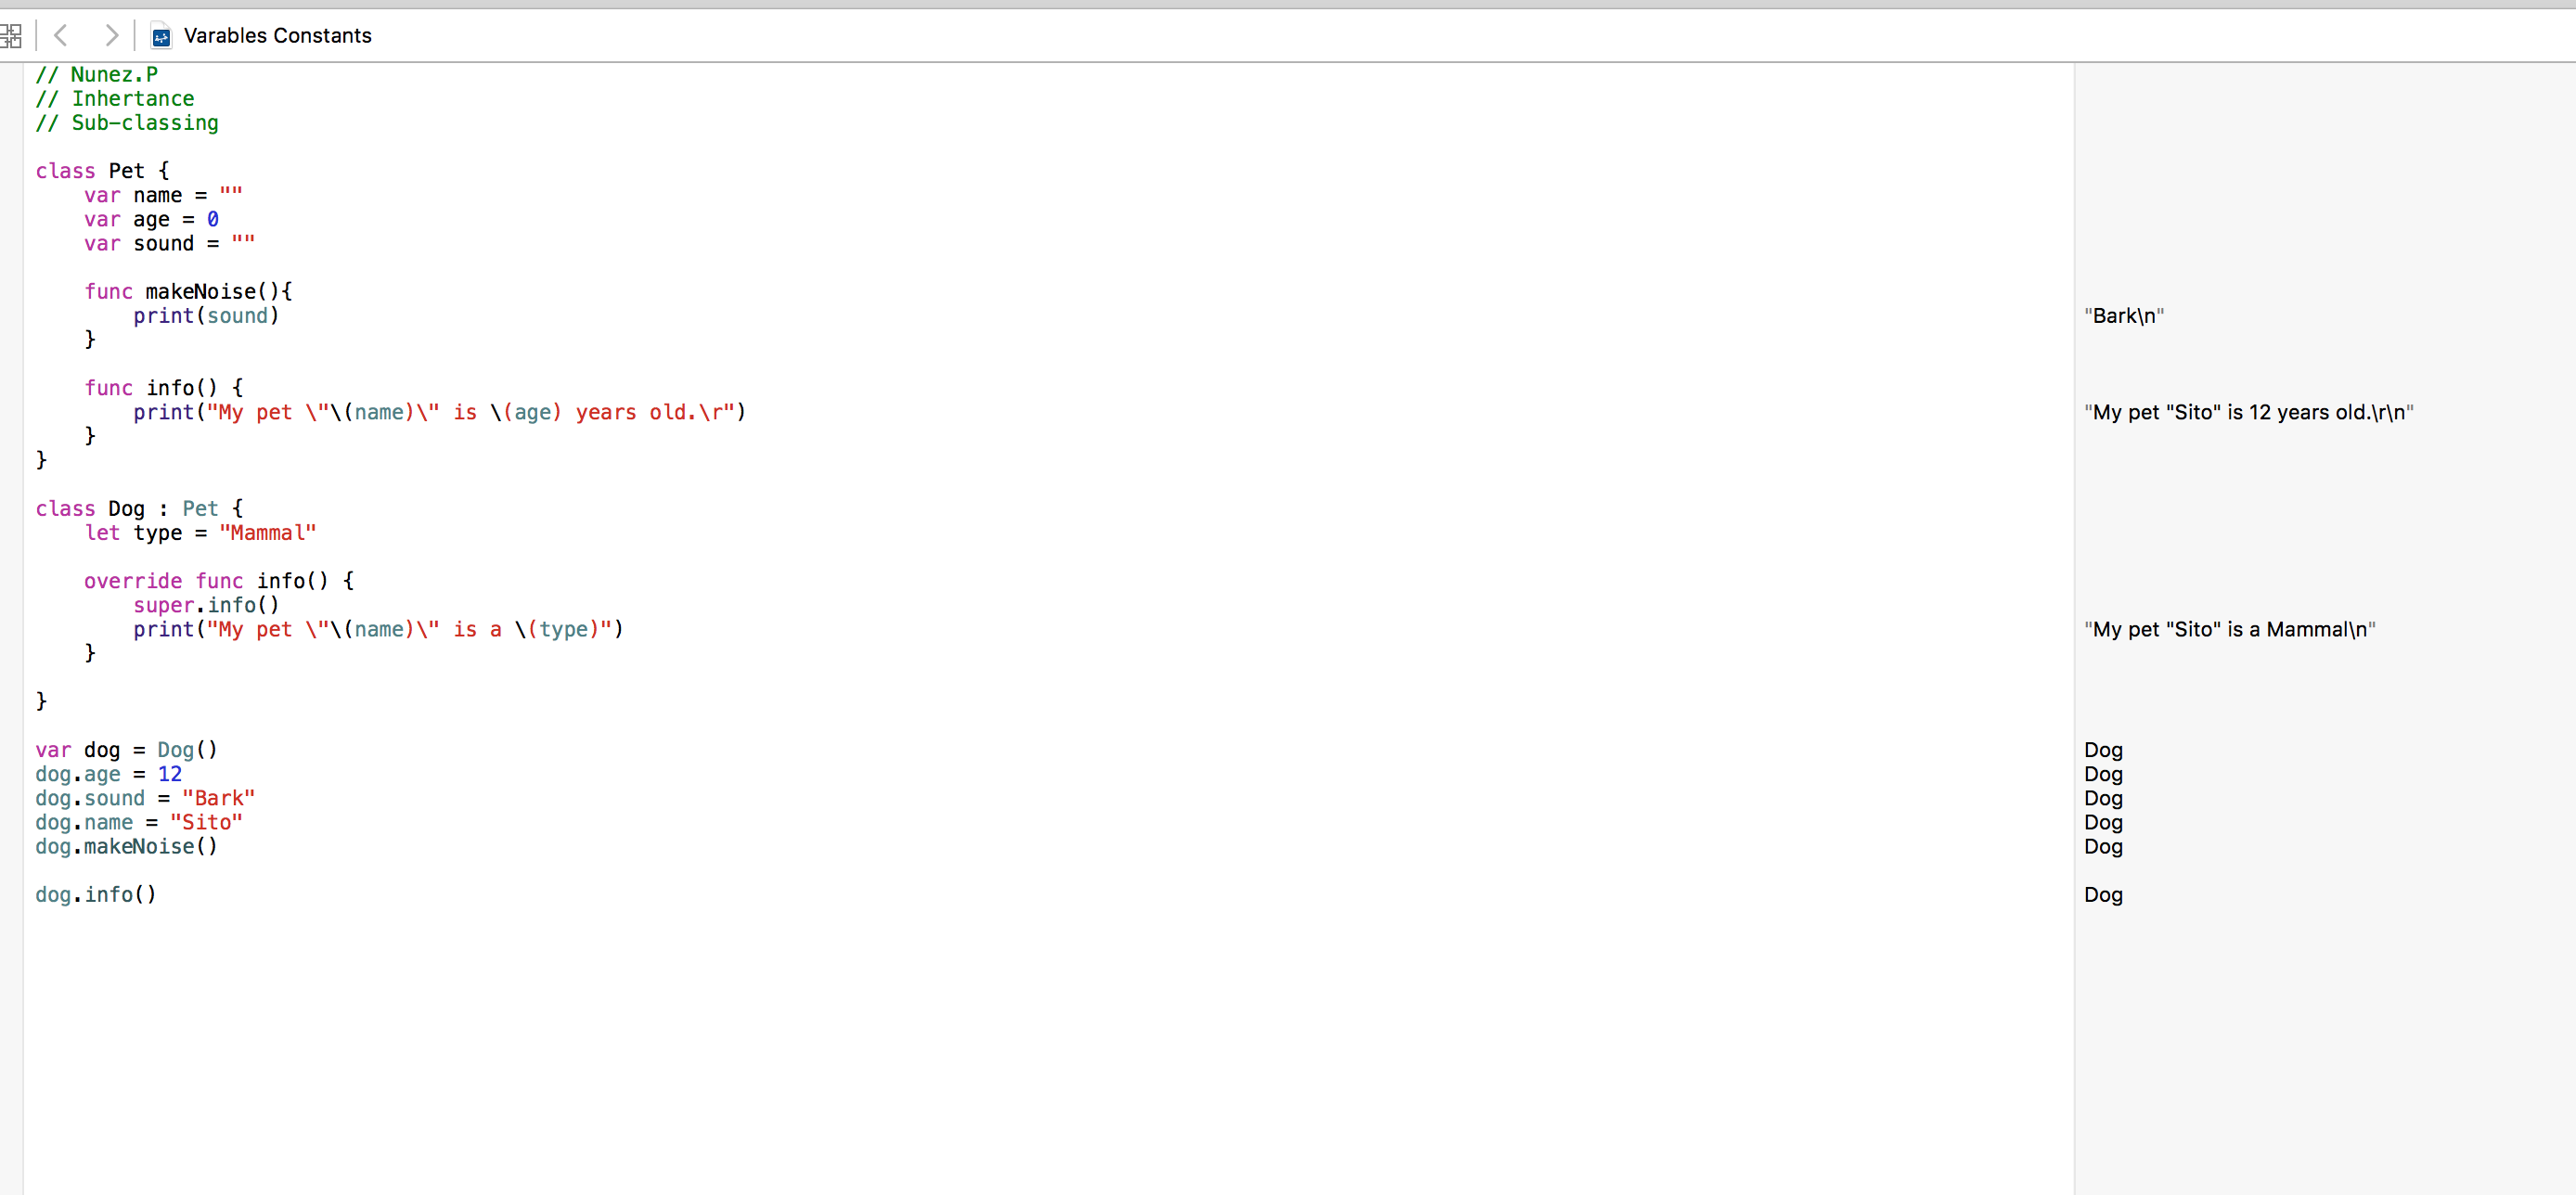 Varables Constants
// Nunez.P
// Inhertance
// Sub-classing
class Pet {
    var name = ""
    var age = 0
    var sound = ""
    func makeNoise(){
        print(sound)
"Bark\n"
    }
    func info() {
        print("My pet \"\(name)\" is \(age) years old.\r")
"My pet "Sito" is 12 years old.\r\n"
    }
}
class Dog : Pet {
    let type = "Mammal"
    override func info() {
        super.info()
        print("My pet \"\(name)\" is a \(type)")
"My pet "Sito" is a Mammal\n"
    }
}
var dog = Dog()
Dog
dog.age = 12
Dog
dog.sound = "Bark"
Dog
dog.name = "Sito"
Dog
dog.makeNoise()
Dog
dog.info()
Dog